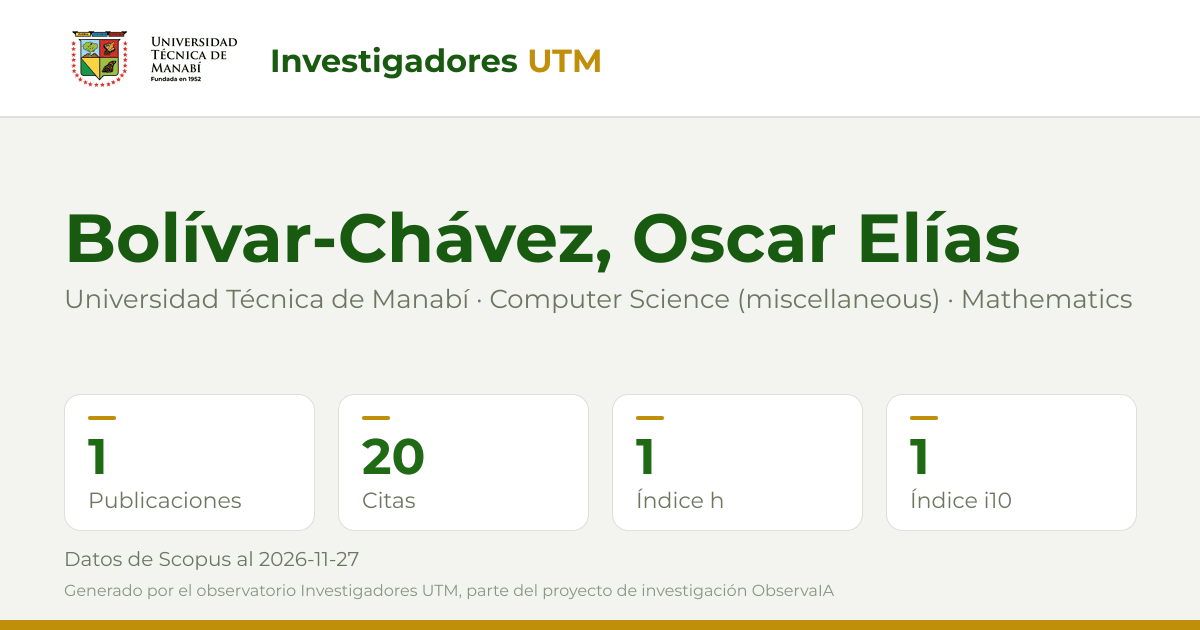 UNIVERSIDAD
TÉCNICA DE
MANABÍ
Fundada en 1952
Investigadores UTM
Bolívar-Chávez, Oscar Elías
Universidad Técnica de Manabí · Computer Science (miscellaneous) · Mathematics
1
Publicaciones
20
Citas
1
Índice h
1
Índice i10
Datos de Scopus al 2026-11-27
Generado por el observatorio Investigadores UTM, parte del proyecto de investigación ObservaIA